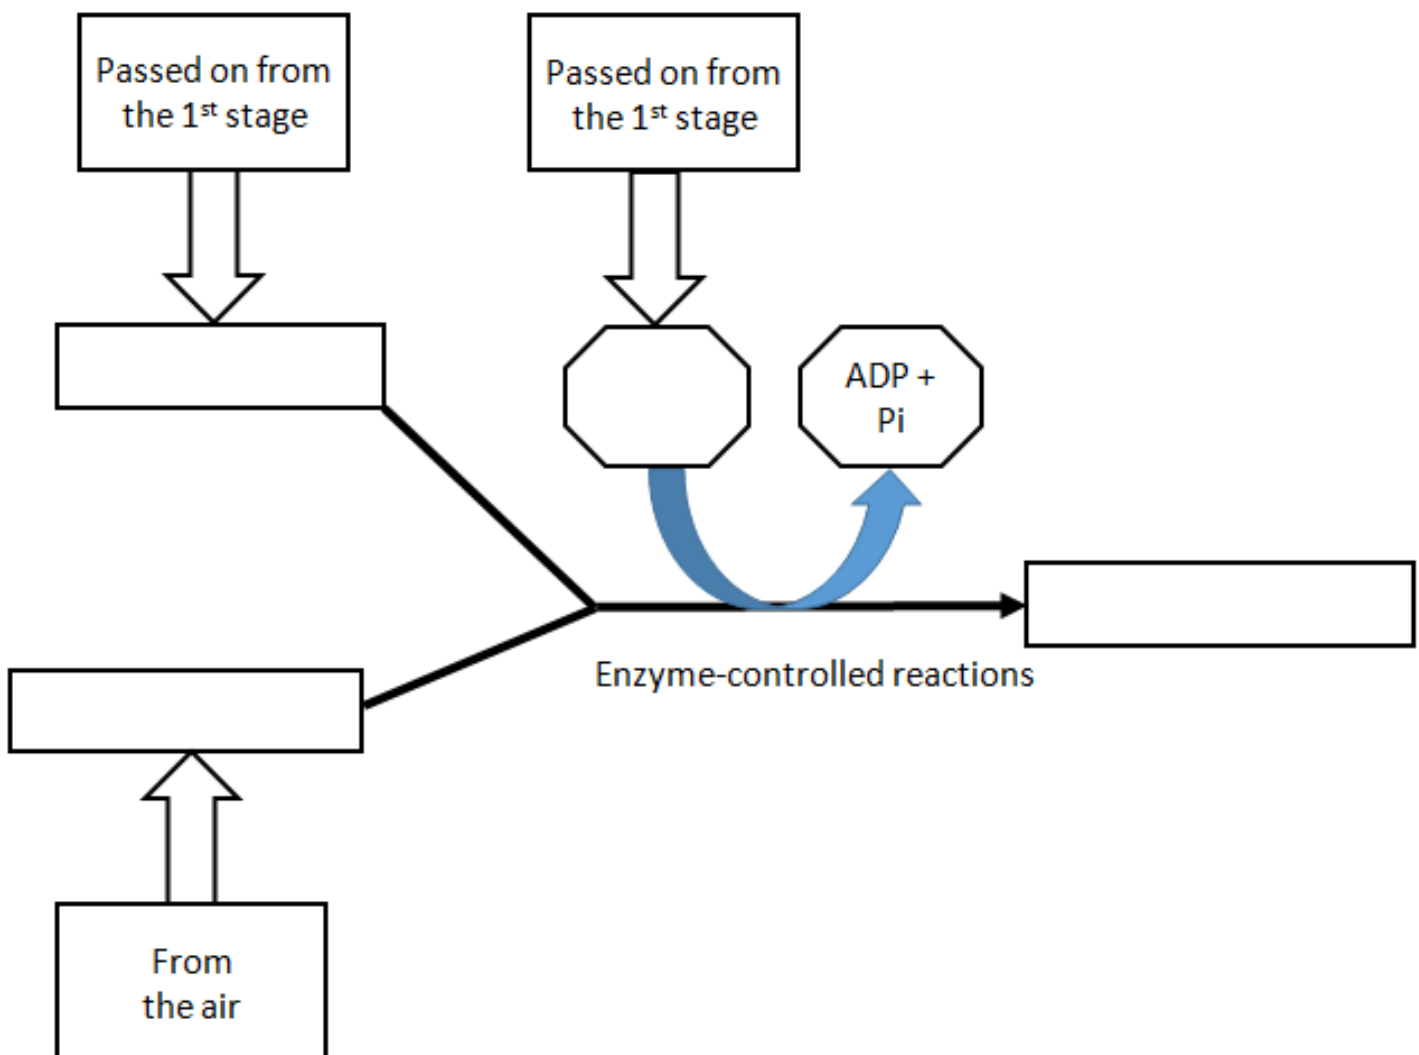 Passed on from
the 1st stage
Passed on from
the 1st stage
ADP +
Pi
Enzyme-controlled reactions
From
the air